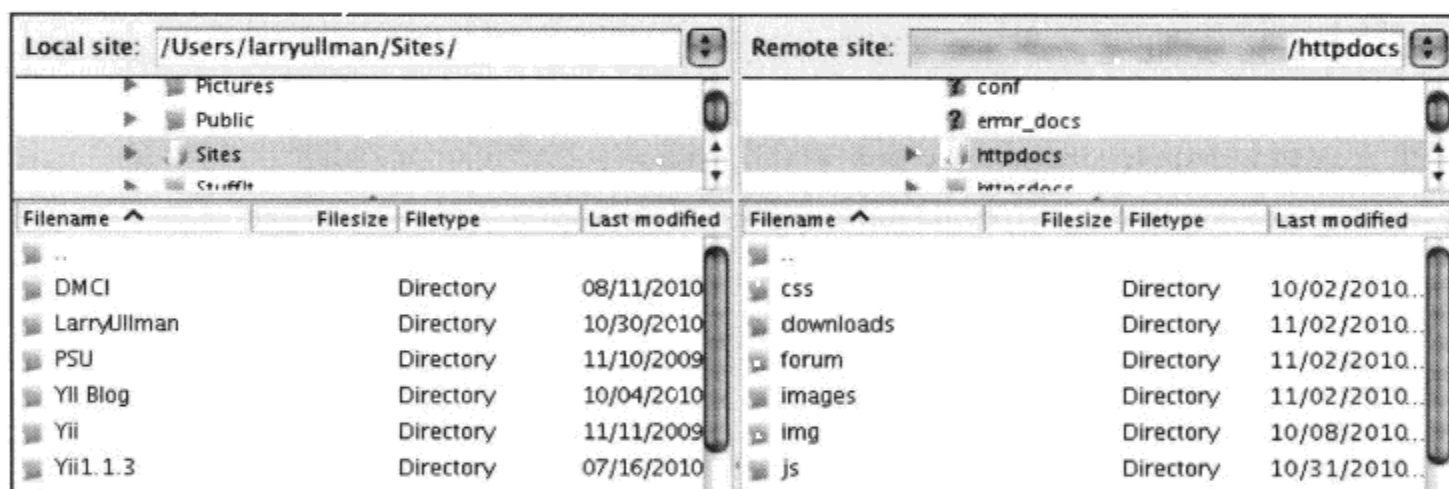 Local site: /Users/larryullman/Sites/
Pictures
Public
Sites
StuffIt
Filename Filesize Filetype Last modified
..
DMCI Directory 08/11/2010
LarryUllman Directory 10/30/2010
PSU Directory 11/10/2009
YII Blog Directory 10/04/2010
Yii Directory 11/11/2009
Yii1.1.3 Directory 07/16/2010
Remote site: /httpdocs
conf
error_docs
httpdocs
httpsdocs
Filename Filesize Filetype Last modified
..
css Directory 10/02/2010...
downloads Directory 11/02/2010...
forum Directory 11/02/2010...
images Directory 11/02/2010...
img Directory 10/08/2010...
js Directory 10/31/2010...